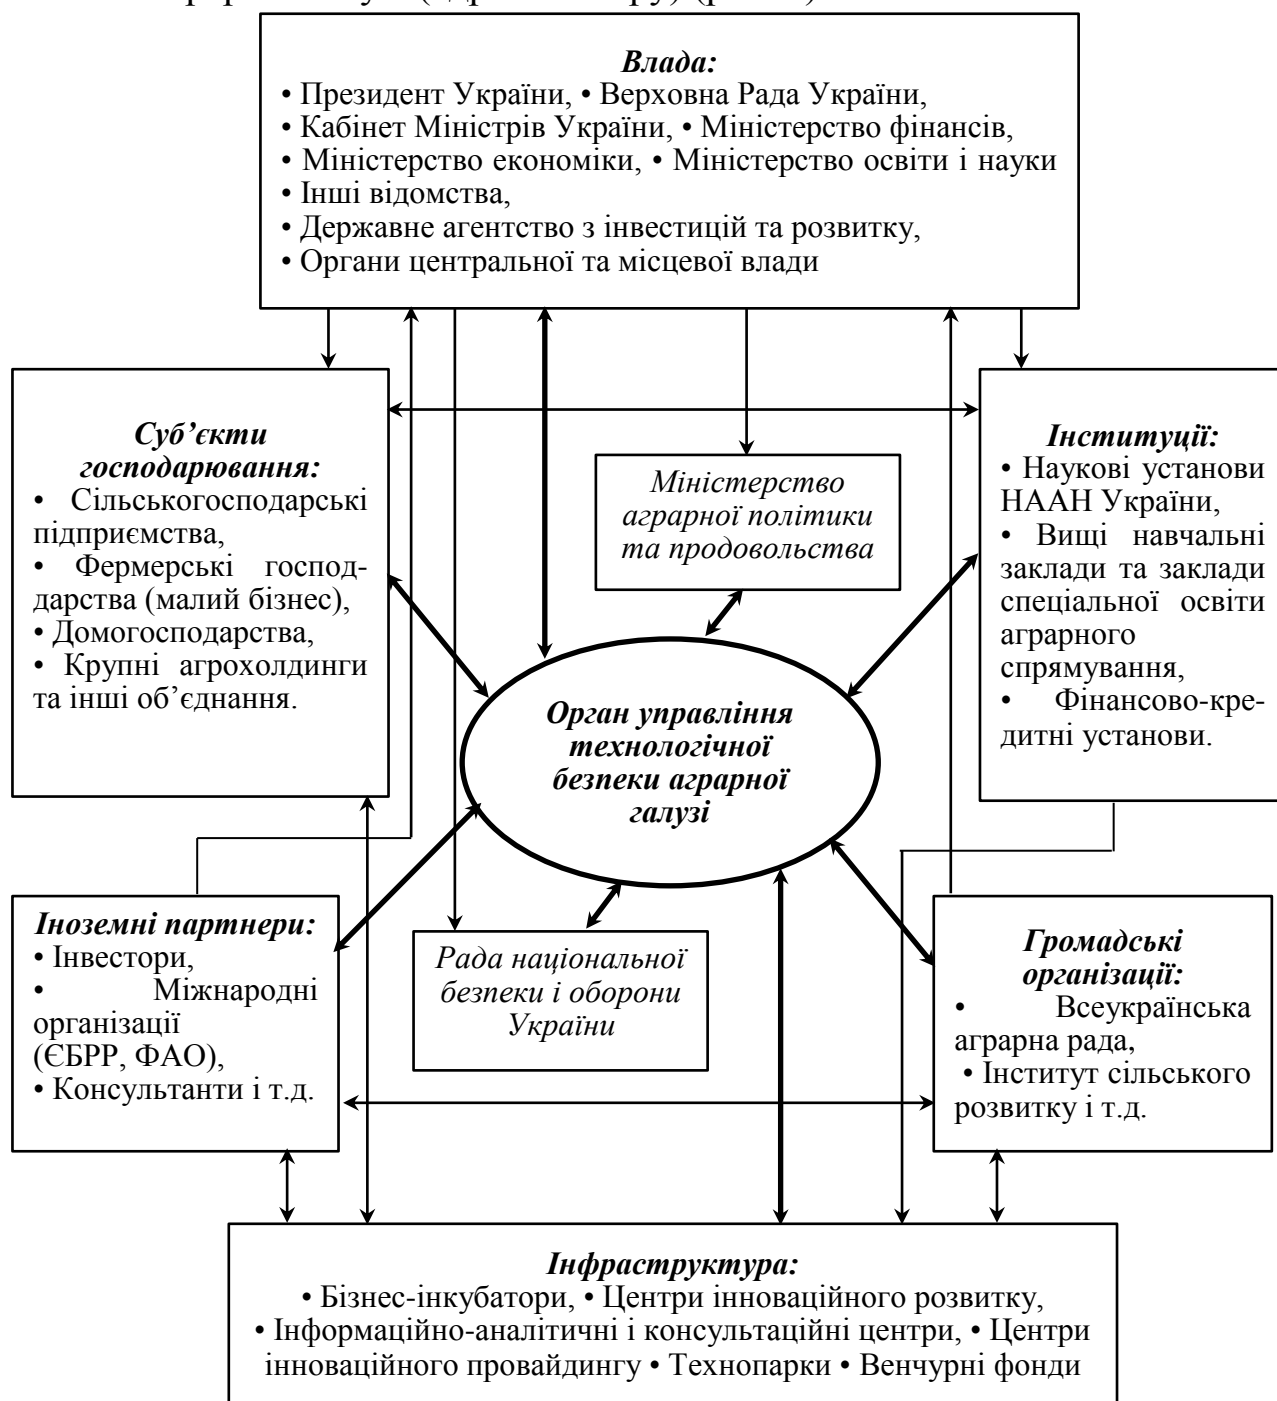 Влада:
• Президент України, • Верховна Рада України,
• Кабінет Міністрів України, • Міністерство фінансів,
• Міністерство економіки, • Міністерство освіти і науки
• Інші відомства,
• Державне агентство з інвестицій та розвитку,
• Органи центральної та місцевої влади
Суб’єкти
господарювання:
• Сільськогосподарські
підприємства,
• Фермерські господ-
дарства (малий бізнес),
• Домогосподарства,
• Крупні агрохолдинги
та інші об’єднання.
Міністерство
аграрної політики
та продовольства
Інституції:
• Наукові установи
НААН України,
• Вищі навчальні
заклади та заклади
спеціальної освіти
аграрного
спрямування,
• Фінансово-кре-
дитні установи.
Орган управління
технологічної
безпеки аграрної
галузі
Іноземні партнери:
• Інвестори,
• Міжнародні
організації
(ЄБРР, ФАО),
• Консультанти і т.д.
Рада національної
безпеки і оборони
України
Громадські
організації:
• Всеукраїнська
аграрна рада,
• Інститут сільського
розвитку і т.д.
Інфраструктура:
• Бізнес-інкубатори, • Центри інноваційного розвитку,
• Інформаційно-аналітичні і консультаційні центри, • Центри
інноваційного провайдингу • Технопарки • Венчурні фонди